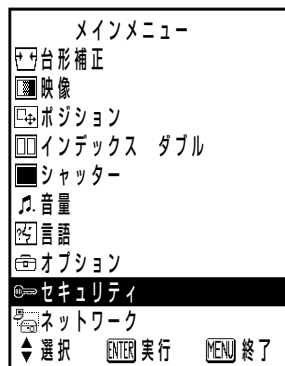 メインメニュー
台形補正
映像
ポジション
インデックス ダブル
シャッター
音量
言語
オプション
セキュリティ
ネットワーク
選択 ENTER 実行 MENU 終了